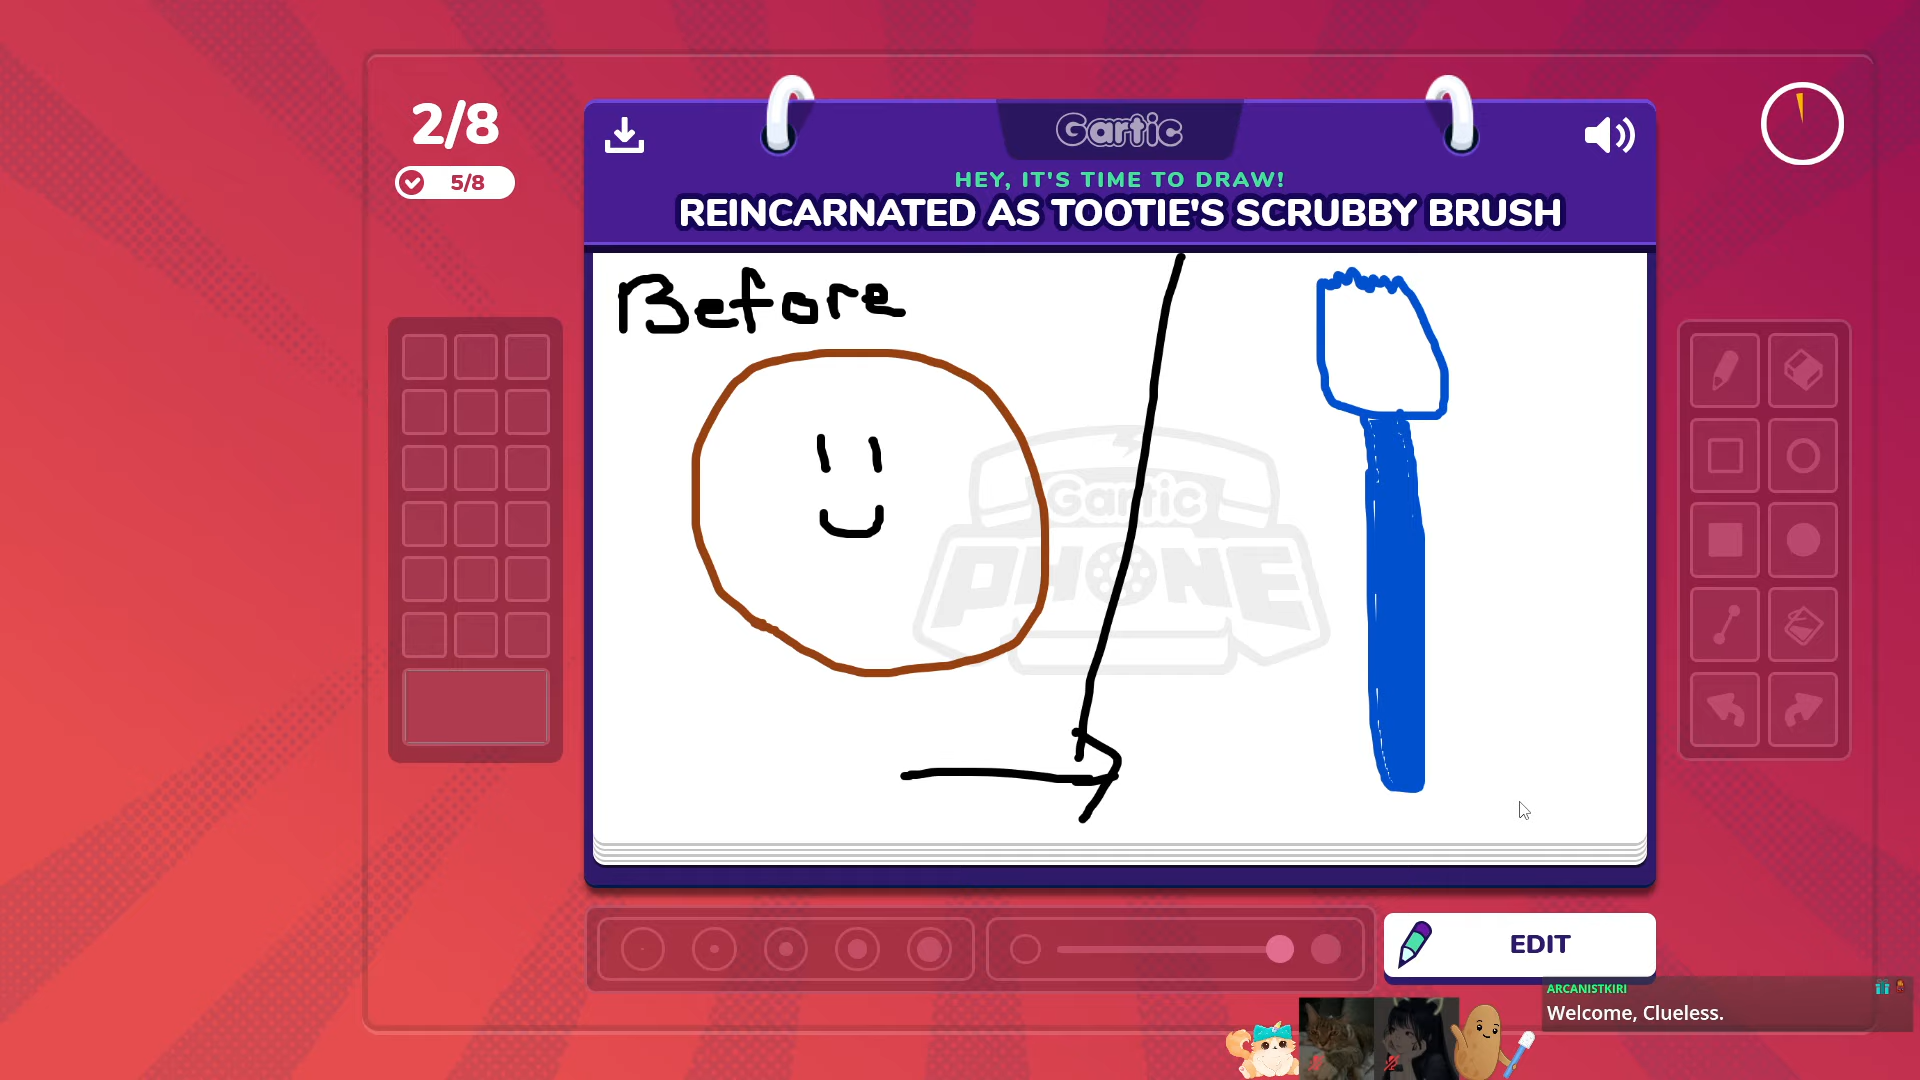 2/8
5/8
Gartic
HEY, IT'S TIME TO DRAW!
REINCARNATED AS TOOTIE'S SCRUBBY BRUSH
Before
Gartic
PHONE
EDIT
ARCANISTKIRI
Welcome, Clueless.